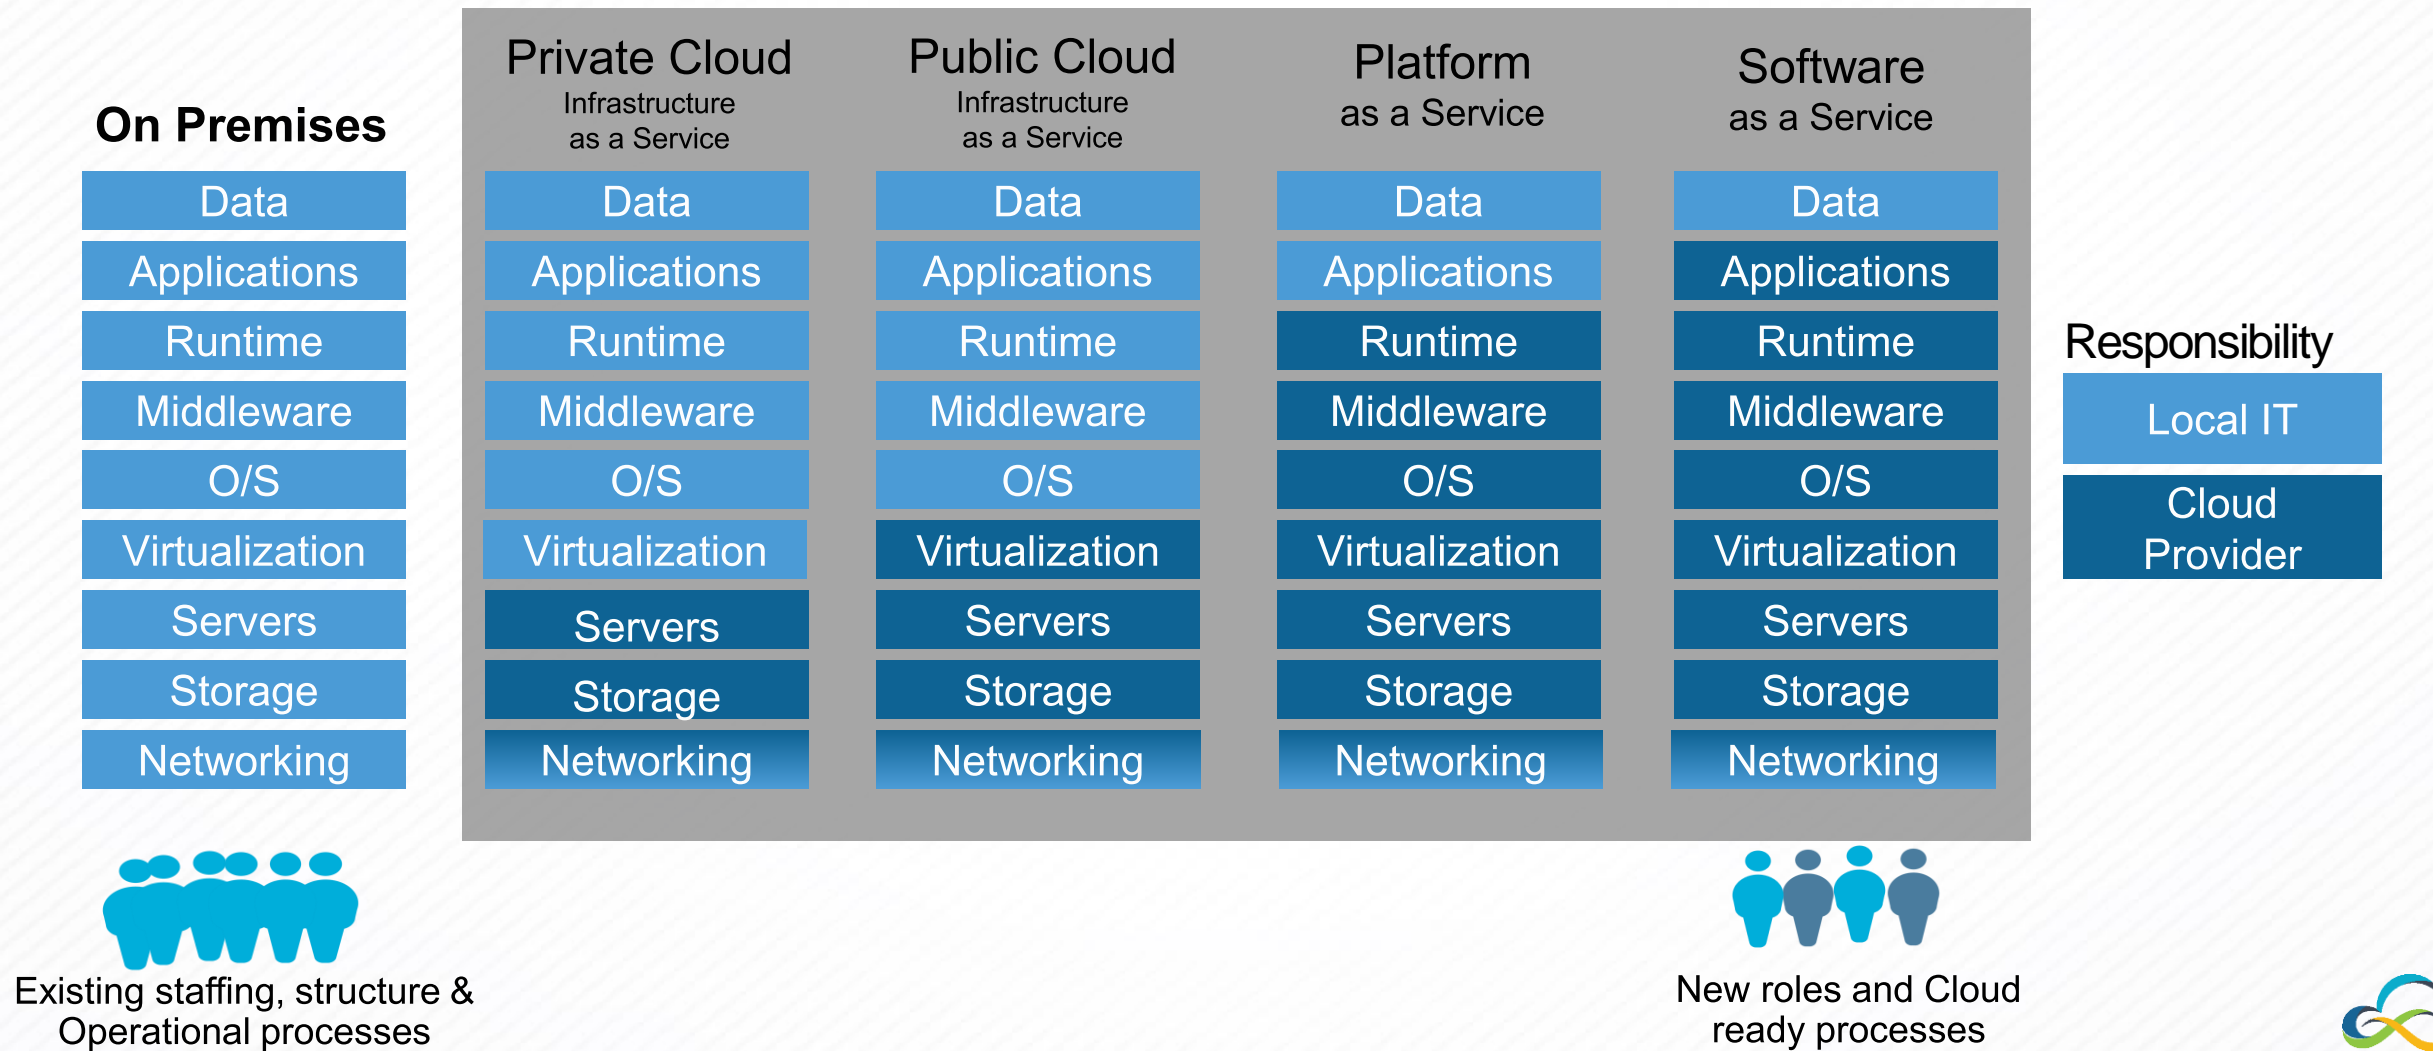 On Premises
Data
Applications
Runtime
Middleware
O/S
Virtualization
Servers
Storage
Networking
Existing staffing, structure &
Operational processes
Private Cloud
Infrastructure
as a Service
Data
Applications
Runtime
Middleware
O/S
Virtualization
Servers
Storage
Networking
Public Cloud
Infrastructure
as a Service
Data
Applications
Runtime
Middleware
O/S
Virtualization
Servers
Storage
Networking
Platform
as a Service
Data
Applications
Runtime
Middleware
O/S
Virtualization
Servers
Storage
Networking
Software
as a Service
Data
Applications
Runtime
Middleware
O/S
Virtualization
Servers
Storage
Networking
New roles and Cloud
ready processes
Responsibility
Local IT
Cloud
Provider